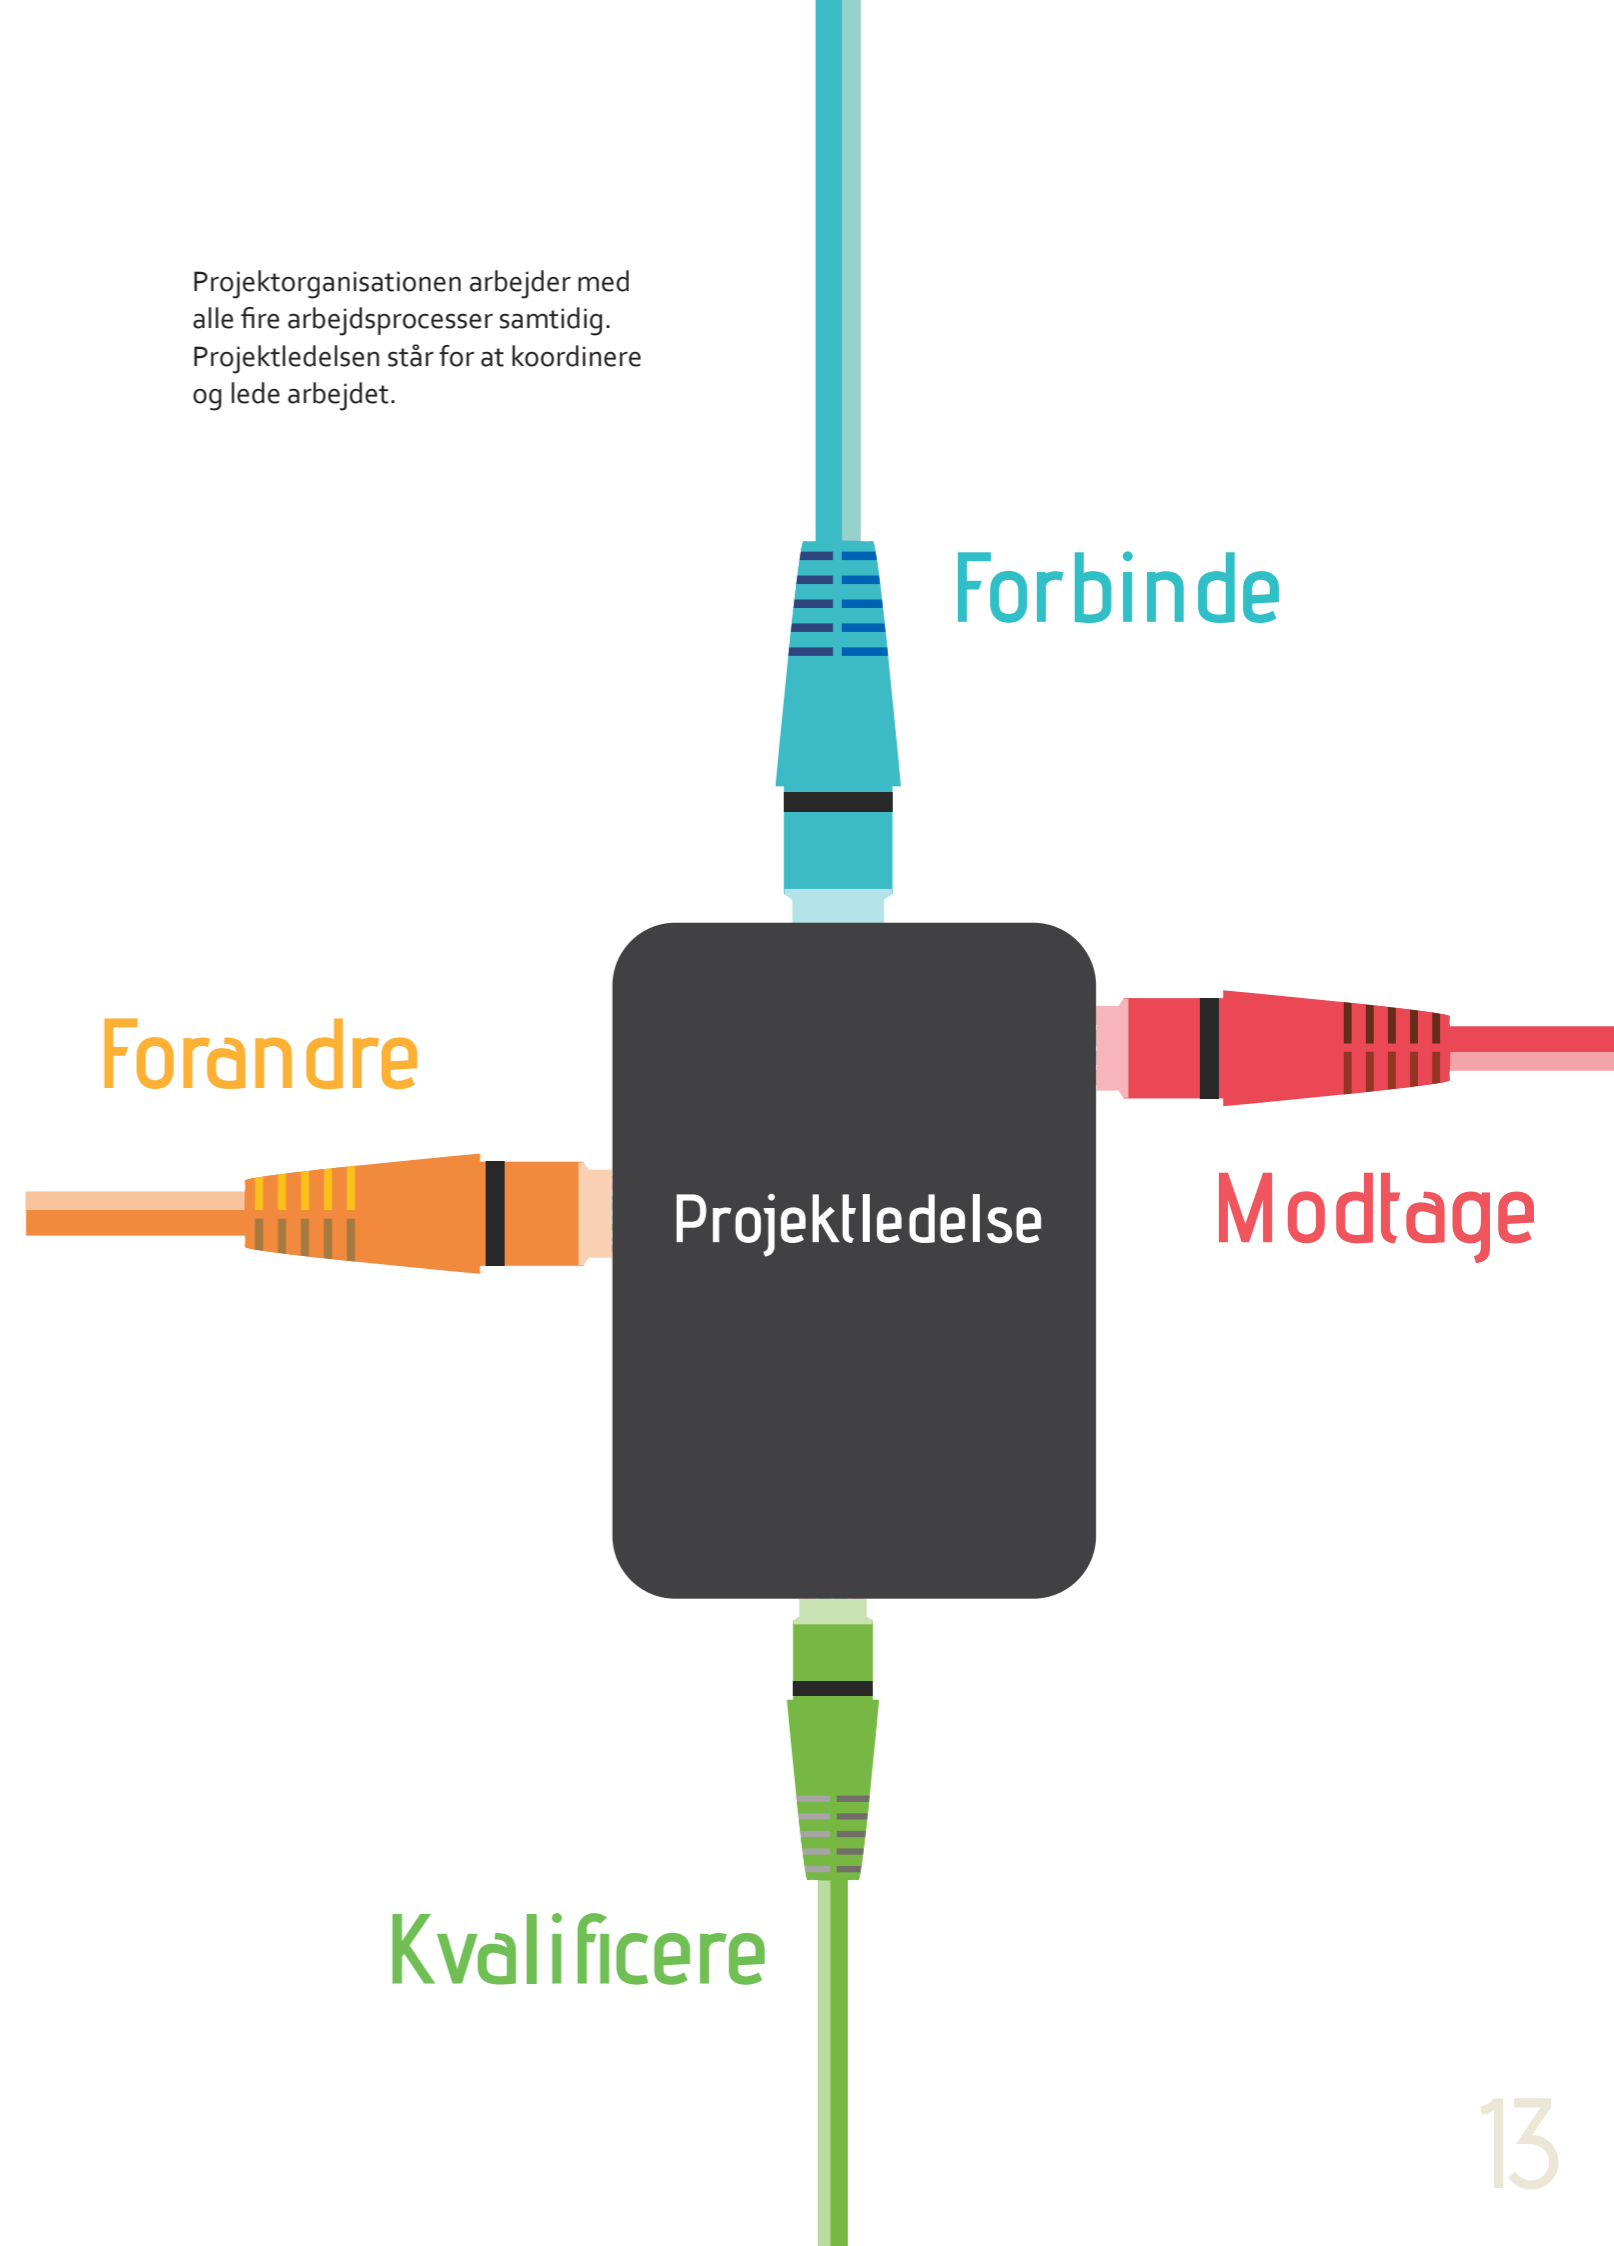 Projektorganisationen arbejder med
alle fire arbejdsprocesser samtidig.
Projektledelsen står for at koordinere
og lede arbejdet.
Forbinde
Forandre
Projektledelse
Modtage
Kvalificere
13